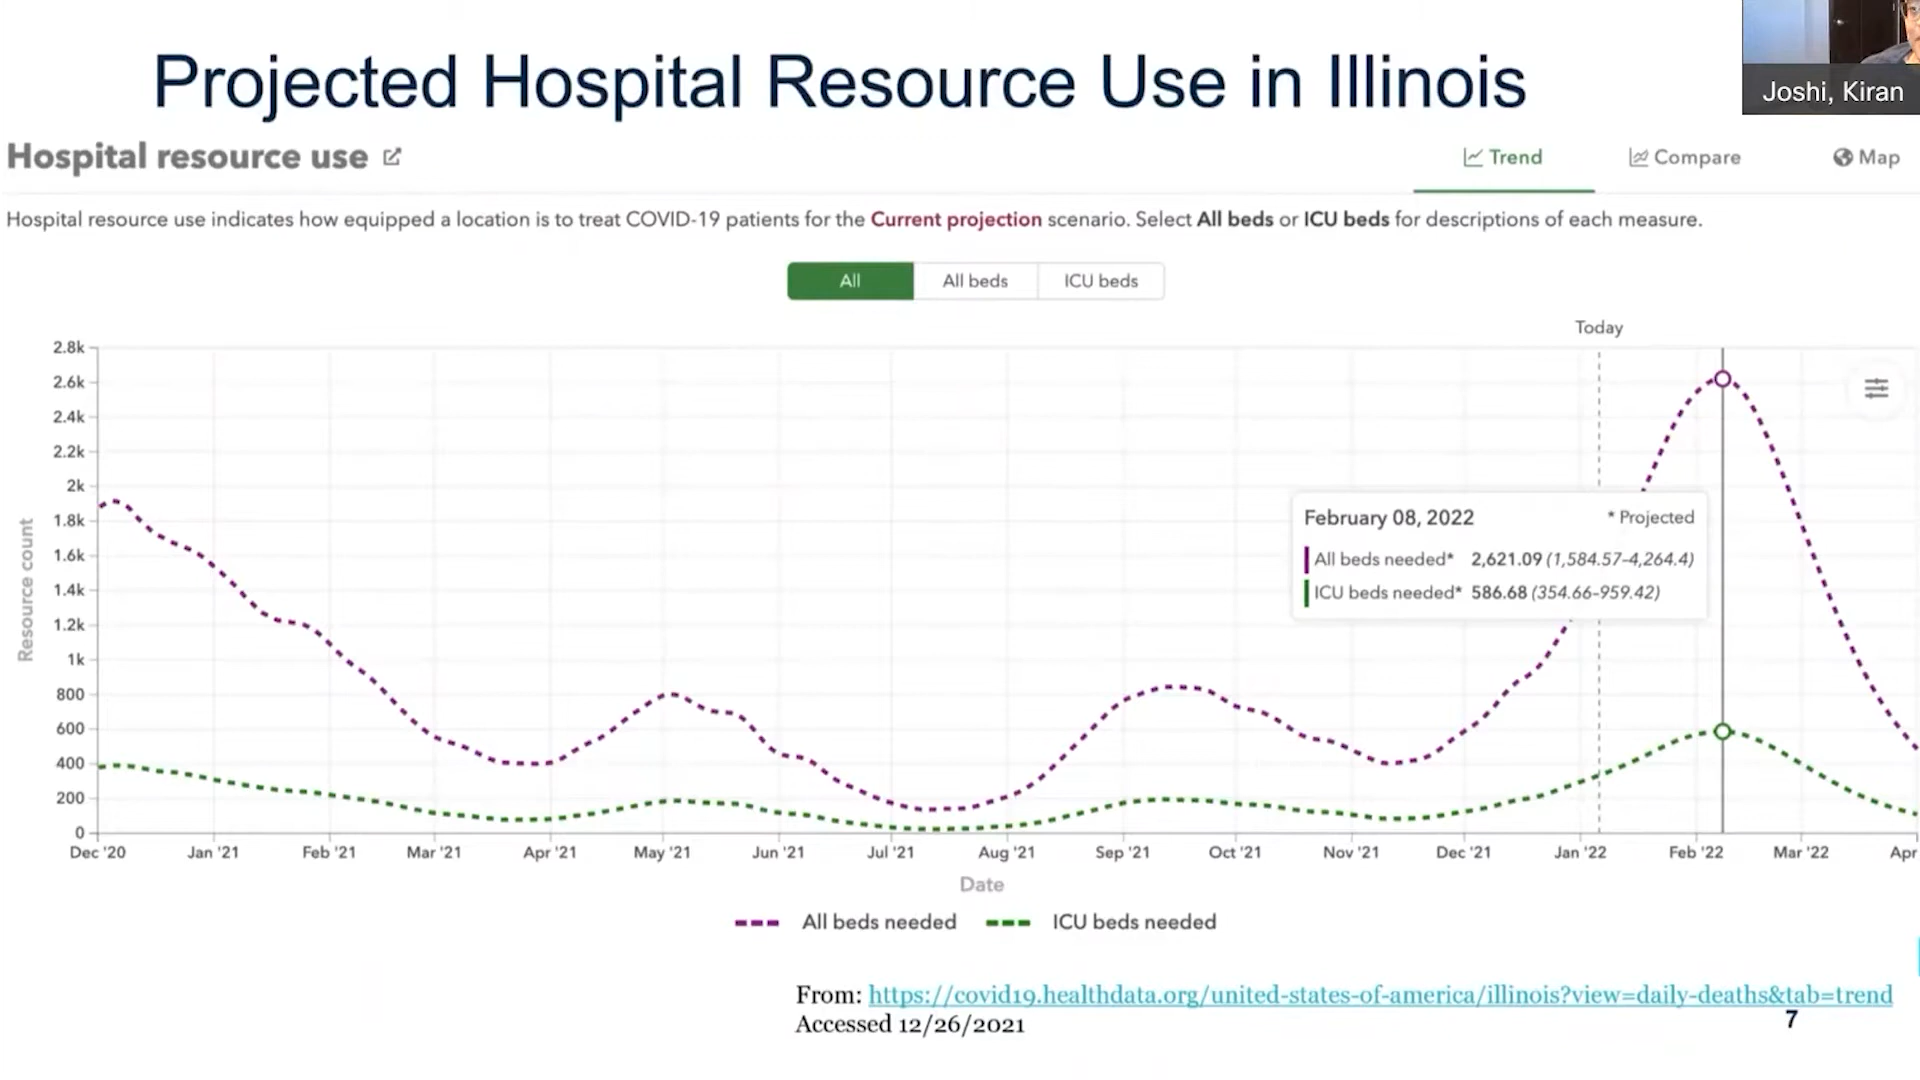 Projected Hospital Resource Use in Illinois
Joshi, Kiran
Hospital resource use
Trend
Compare
Map
Hospital resource use indicates how equipped a location is to treat COVID-19 patients for the Current projection scenario. Select All beds or ICU beds for descriptions of each measure.
All
All beds
ICU beds
Today
2.8k
2.6k
2.4k
2.2k
2k
1.8k
1.6k
1.4k
1.2k
1k
800
600
400
200
0
Resource count
February 08, 2022 * Projected
All beds needed* 2,621.09 (1,584.57–4,264.4)
ICU beds needed* 586.68 (354.66–959.42)
Dec '20 Jan '21 Feb '21 Mar '21 Apr '21 May '21 Jun '21 Jul '21 Aug '21 Sep '21 Oct '21 Nov '21 Dec '21 Jan '22 Feb '22 Mar '22 Apr
Date
All beds needed ICU beds needed
From: https://covid19.healthdata.org/united-states-of-america/illinois?view=daily-deaths&tab=trend
Accessed 12/26/2021
7